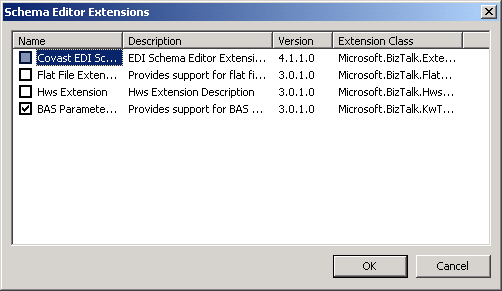 Schema Editor Extensions
Name Description Version Extension Class
Covast EDI Sc... EDI Schema Editor Extensi... 4.1.1.0 Microsoft.BizTalk.Exte...
Flat File Exten... Provides support for flat fi... 3.0.1.0 Microsoft.BizTalk.Flat...
Hws Extension Hws Extension Description 3.0.1.0 Microsoft.BizTalk.Hws...
BAS Paramete... Provides support for BAS ... 3.0.1.0 Microsoft.BizTalk.KwT...
OK Cancel